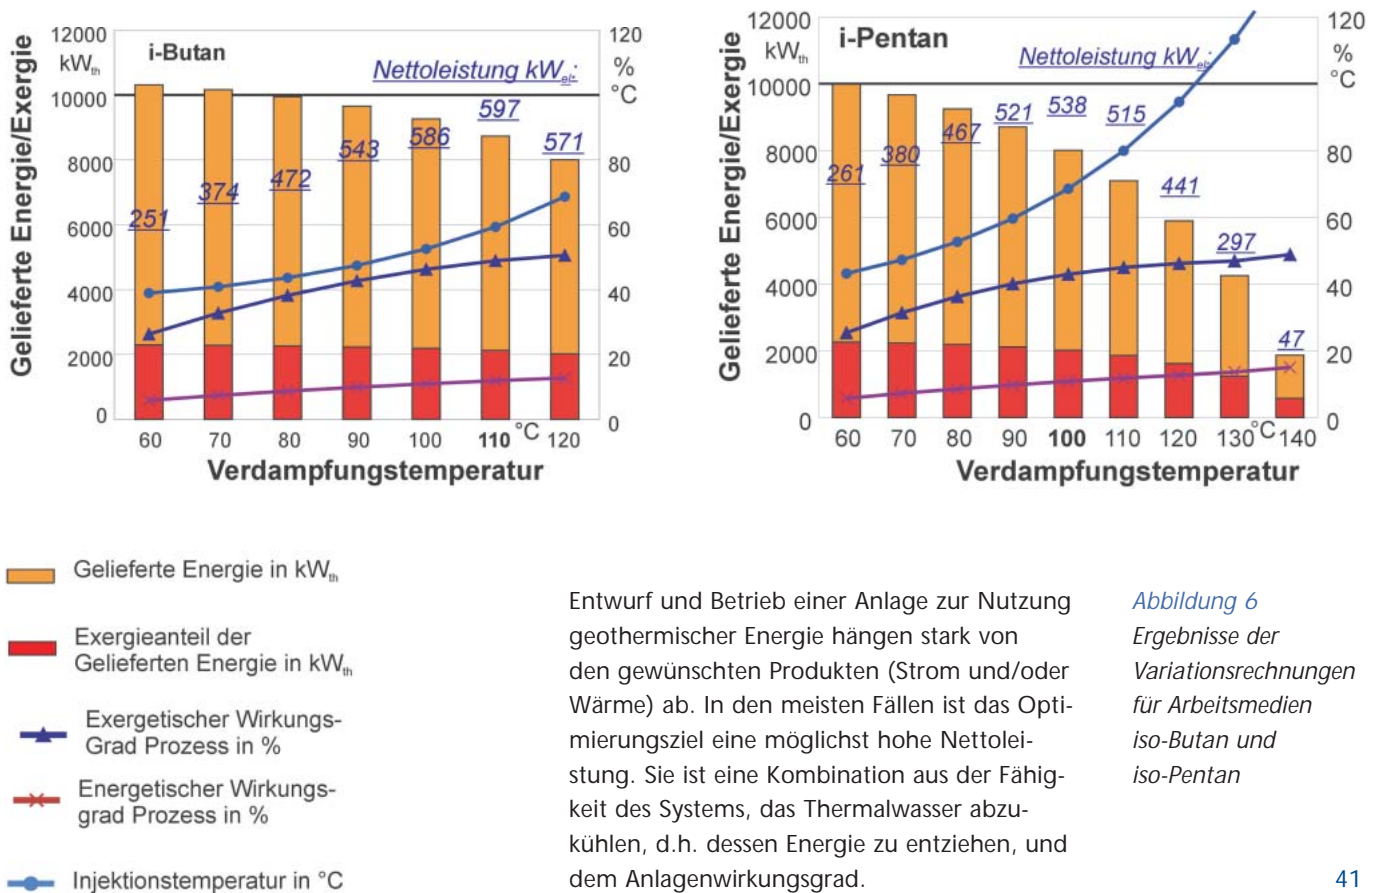 12000
kWth
10000
8000
6000
4000
2000
0
Gelieferte Energie/Exergie
i-Butan
Nettoleistung kWel:
251
374
472
543
586
597
571
120
%
°C
80
60
40
20
0
60 70 80 90 100 110 °C 120
Verdampfungstemperatur
12000
kWth
10000
8000
6000
4000
2000
0
Gelieferte Energie/Exergie
i-Pentan
Nettoleistung kWel:
261
380
467
521
538
515
441
297
47
120
%
°C
80
60
40
20
0
60 70 80 90 100 110 120 130 °C 140
Verdampfungstemperatur
Gelieferte Energie in kWth
Exergieanteil der
Gelieferten Energie in kWth
Exergetischer Wirkungs-
Grad Prozess in %
Energetischer Wirkungs-
grad Prozess in %
Injektionstemperatur in °C
Entwurf und Betrieb einer Anlage zur Nutzung
geothermischer Energie hängen stark von
den gewünschten Produkten (Strom und/oder
Wärme) ab. In den meisten Fällen ist das Opti-
mierungsziel eine möglichst hohe Nettolei-
stung. Sie ist eine Kombination aus der Fähig-
keit des Systems, das Thermalwasser abzu-
kühlen, d.h. dessen Energie zu entziehen, und
dem Anlagenwirkungsgrad.
Abbildung 6
Ergebnisse der
Variationsrechnungen
für Arbeitsmedien
iso-Butan und
iso-Pentan
41